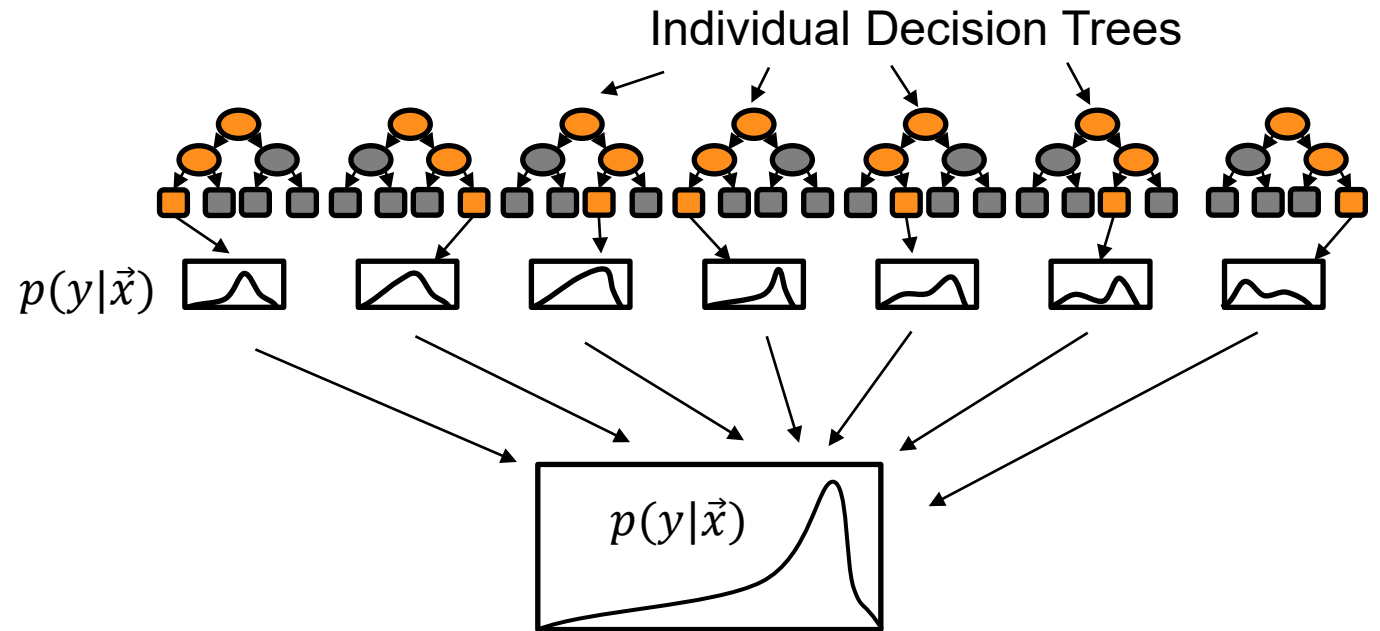 Individual Decision Trees
p(y|x⃗)
p(y|x⃗)